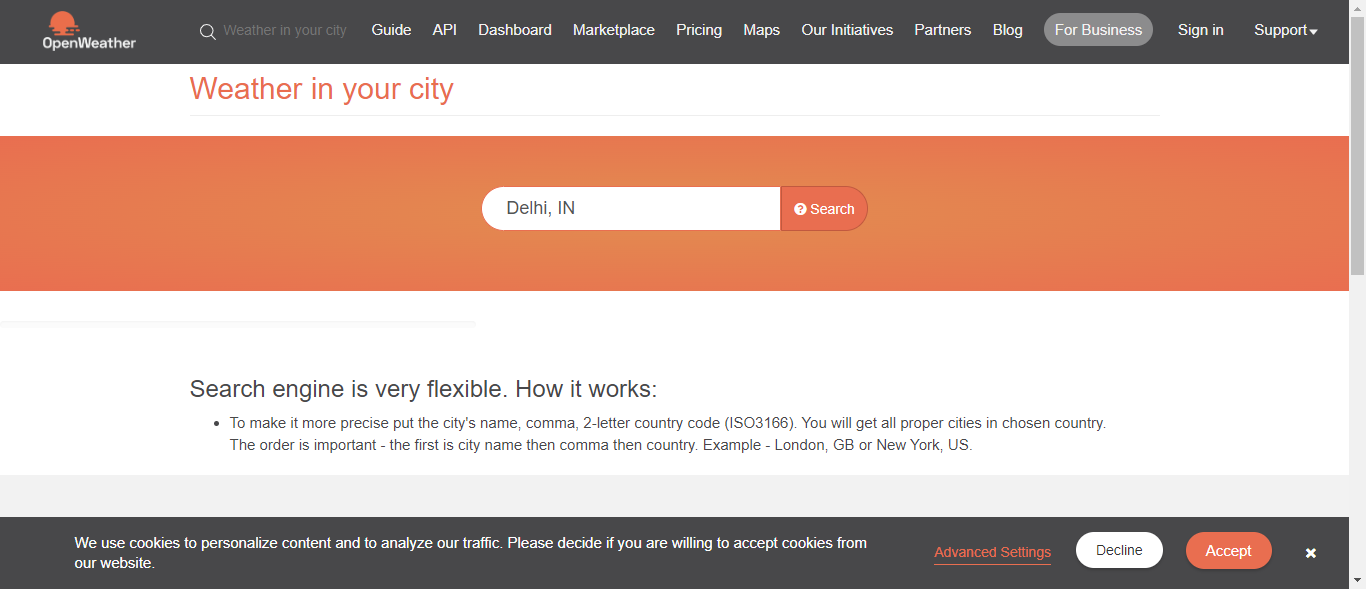 OpenWeather
Weather in your city Guide API Dashboard Marketplace Pricing Maps Our Initiatives Partners Blog For Business Sign in Support
Weather in your city
Delhi, IN Search
Search engine is very flexible. How it works:
• To make it more precise put the city's name, comma, 2-letter country code (ISO3166). You will get all proper cities in chosen country.
The order is important - the first is city name then comma then country. Example - London, GB or New York, US.
We use cookies to personalize content and to analyze our traffic. Please decide if you are willing to accept cookies from
our website.
Advanced Settings Decline Accept